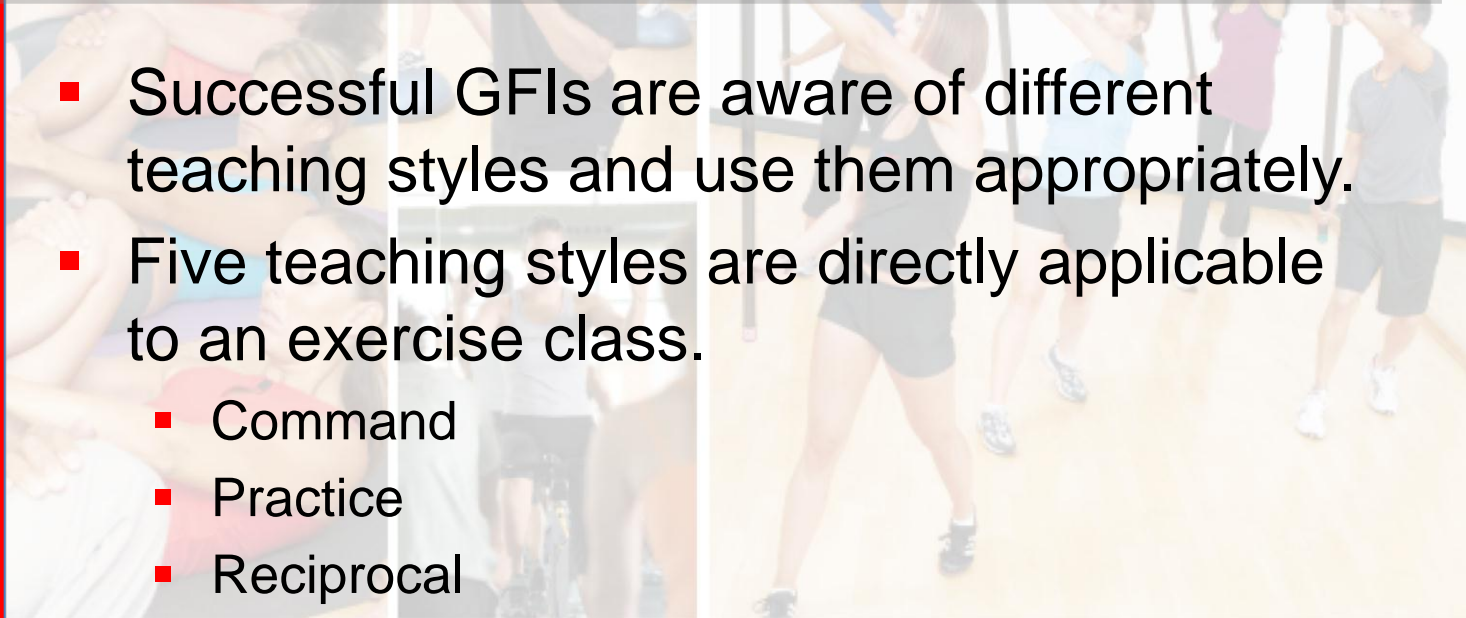 ▪ Successful GFIs are aware of different
teaching styles and use them appropriately.
▪ Five teaching styles are directly applicable
to an exercise class.
▪ Command
▪ Practice
▪ Reciprocal